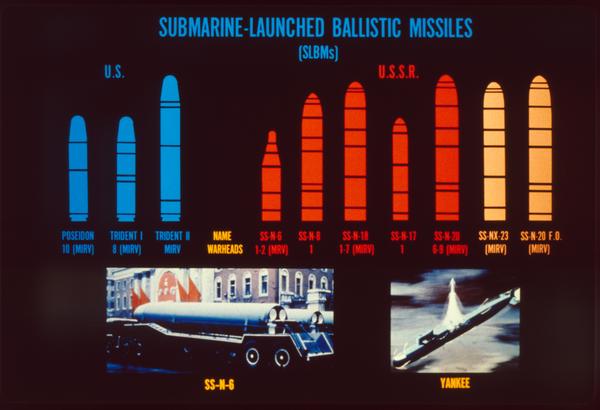 SUBMARINE-LAUNCHED BALLISTIC MISSILES
(SLBMs)
U.S.
U.S.S.R.
POSEIDON
10 (MIRV)
TRIDENT I
8 (MIRV)
TRIDENT II
MIRV
NAME
WARHEADS
SS-N-6
1-2 (MIRV)
SS-N-8
1
SS-N-18
1-7 (MIRV)
SS-N-17
1
SS-N-20
6-9 (MIRV)
SS-NX-23
(MIRV)
SS-N-20 F.O.
(MIRV)
SS-N-6
YANKEE